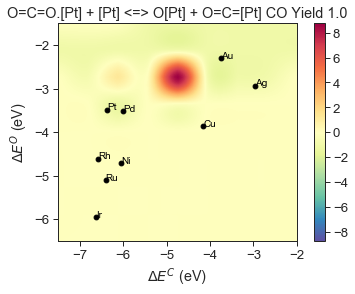 O=C=O.[Pt] + [Pt] <=> O[Pt] + O=C=[Pt] CO Yield 1.0
−2
−3
−4
−5
−6
ΔE^O (eV)
Au
Ag
Pt
Pd
Cu
Rh
Ni
Ru
Ir
−7
−6
−5
−4
−3
−2
ΔE^C (eV)
8
6
4
2
0
−2
−4
−6
−8